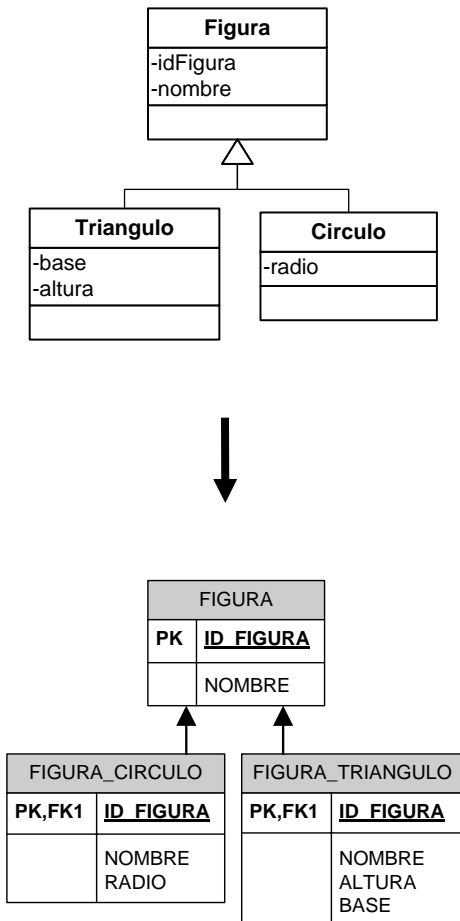 Figura
-idFigura
-nombre
Triangulo
-base
-altura
Circulo
-radio
FIGURA
PK ID_FIGURA
NOMBRE
FIGURA_CIRCULO
PK,FK1 ID_FIGURA
NOMBRE
RADIO
FIGURA_TRIANGULO
PK,FK1 ID_FIGURA
NOMBRE
ALTURA
BASE